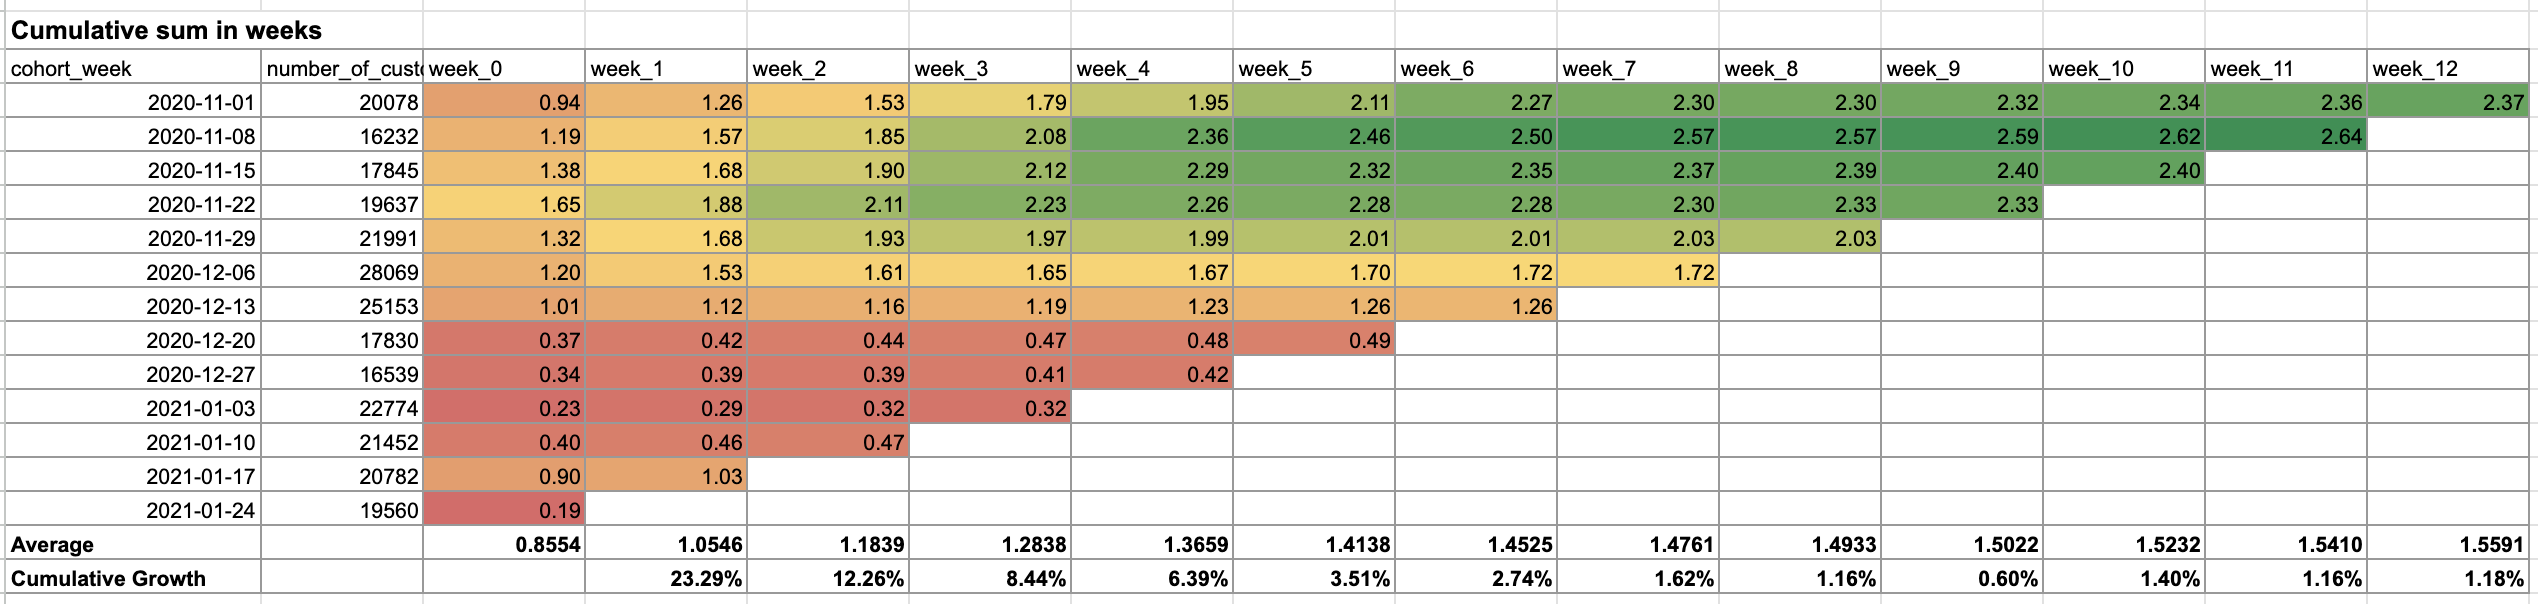 Cumulative sum in weeks
cohort_week number_of_cust week_0 week_1 week_2 week_3 week_4 week_5 week_6 week_7 week_8 week_9 week_10 week_11 week_12
2020-11-01 20078 0.94 1.26 1.53 1.79 1.95 2.11 2.27 2.30 2.30 2.32 2.34 2.36 2.37
2020-11-08 16232 1.19 1.57 1.85 2.08 2.36 2.46 2.50 2.57 2.57 2.59 2.62 2.64
2020-11-15 17845 1.38 1.68 1.90 2.12 2.29 2.32 2.35 2.37 2.39 2.40 2.40
2020-11-22 19637 1.65 1.88 2.11 2.23 2.26 2.28 2.28 2.30 2.33 2.33
2020-11-29 21991 1.32 1.68 1.93 1.97 1.99 2.01 2.01 2.03 2.03
2020-12-06 28069 1.20 1.53 1.61 1.65 1.67 1.70 1.72 1.72
2020-12-13 25153 1.01 1.12 1.16 1.19 1.23 1.26 1.26
2020-12-20 17830 0.37 0.42 0.44 0.47 0.48 0.49
2020-12-27 16539 0.34 0.39 0.39 0.41 0.42
2021-01-03 22774 0.23 0.29 0.32 0.32
2021-01-10 21452 0.40 0.46 0.47
2021-01-17 20782 0.90 1.03
2021-01-24 19560 0.19
Average 0.8554 1.0546 1.1839 1.2838 1.3659 1.4138 1.4525 1.4761 1.4933 1.5022 1.5232 1.5410 1.5591
Cumulative Growth 23.29% 12.26% 8.44% 6.39% 3.51% 2.74% 1.62% 1.16% 0.60% 1.40% 1.16% 1.18%